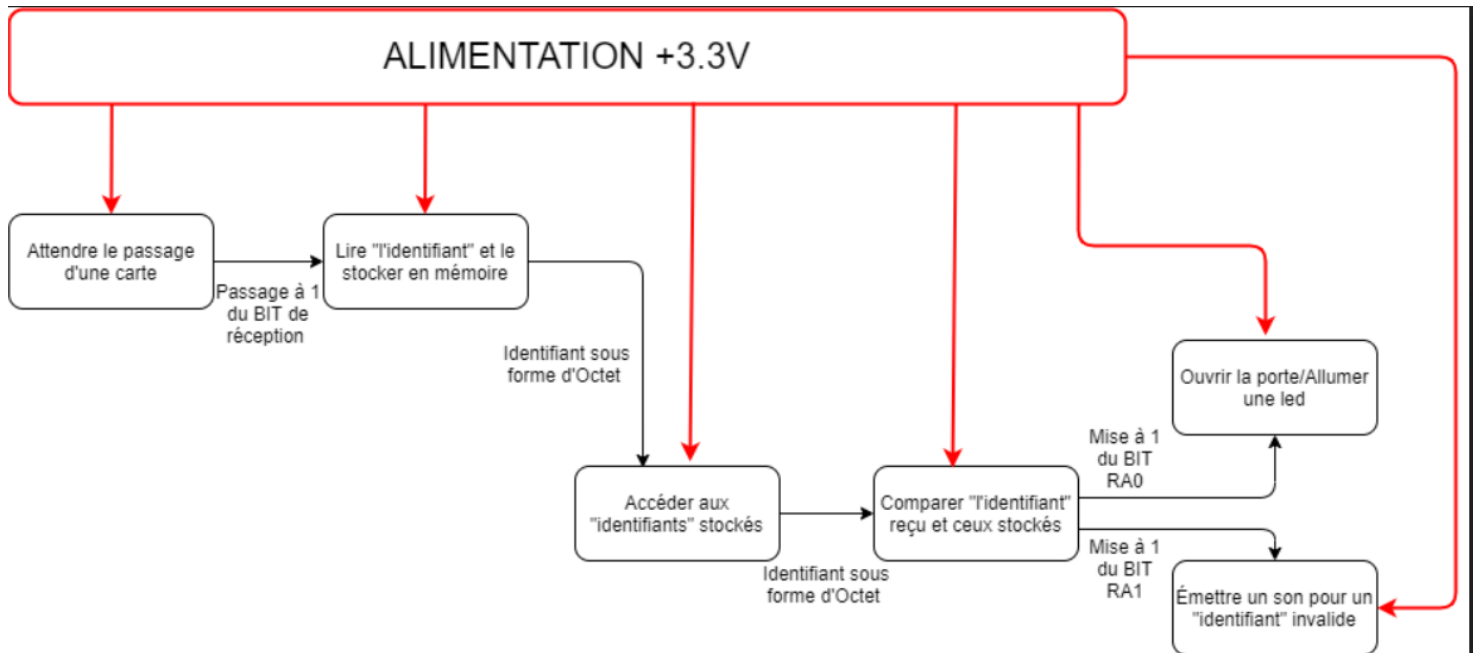 ALIMENTATION +3.3V
Attendre le passage
d'une carte
Passage à 1
du BIT de
réception
Lire "l'identifiant" et le
stocker en mémoire
Identifiant sous
forme d'Octet
Accéder aux
"identifiants" stockés
Identifiant sous
forme d'Octet
Comparer "l'identifiant"
reçu et ceux stockés
Mise à 1
du BIT
RA0
Ouvrir la porte/Allumer
une led
Mise à 1
du BIT
RA1
Émettre un son pour un
"identifiant" invalide